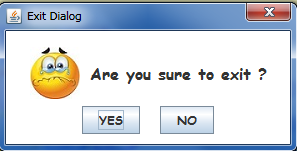 Exit Dialog
Are you sure to exit ?
YES
NO